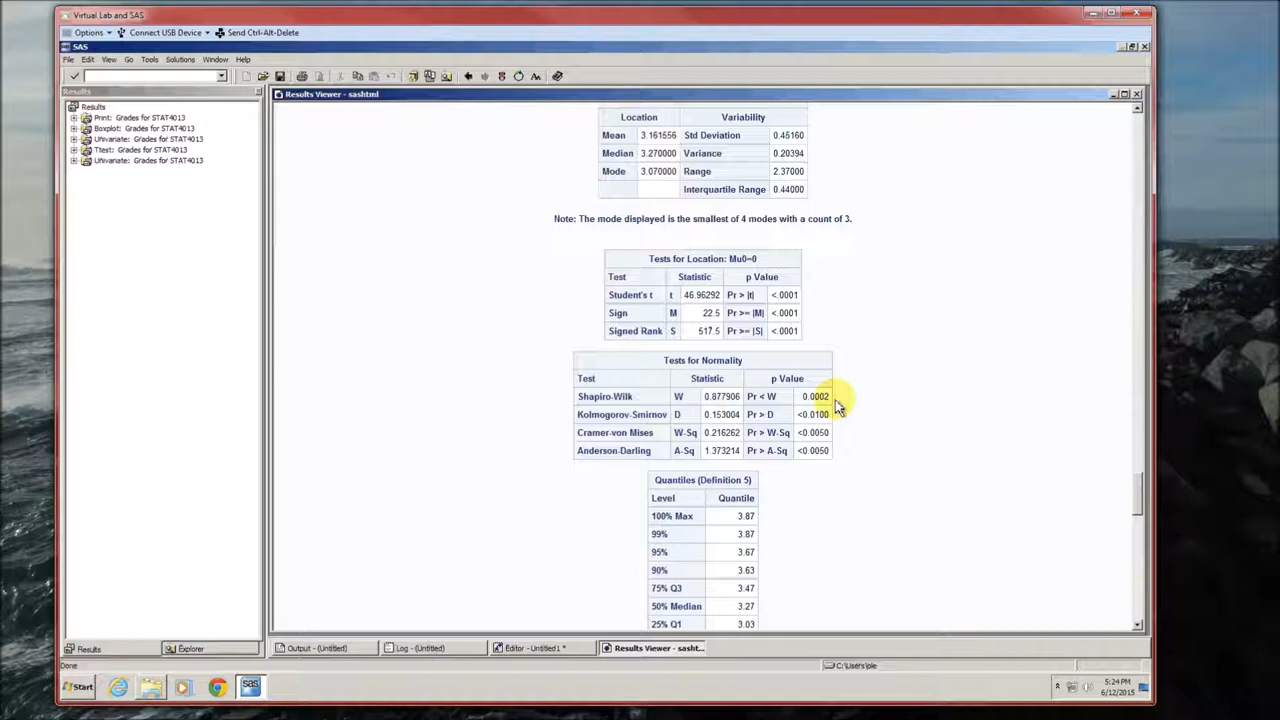 Virtual Lab and SAS
Options Connect USB Device Send Ctrl-Alt-Delete
SAS
File Edit View Go Tools Solutions Window Help
Results
Results
Print: Grades for STAT4013
Boxplot: Grades for STAT4013
Univariate: Grades for STAT4013
Ttest: Grades for STAT4013
Univariate: Grades for STAT4013
Results Viewer - sashtml
Location Variability
Mean 3.161556 Std Deviation 0.45160
Median 3.270000 Variance 0.20394
Mode 3.070000 Range 2.37000
Interquartile Range 0.44000
Note: The mode displayed is the smallest of 4 modes with a count of 3.
Tests for Location: Mu0=0
Test Statistic p Value
Student's t t 46.96292 Pr > |t| <.0001
Sign M 22.5 Pr >= |M| <.0001
Signed Rank S 517.5 Pr >= |S| <.0001
Tests for Normality
Test Statistic p Value
Shapiro-Wilk W 0.877906 Pr < W 0.0002
Kolmogorov-Smirnov D 0.153004 Pr > D <0.0100
Cramer-von Mises W-Sq 0.216262 Pr > W-Sq <0.0050
Anderson-Darling A-Sq 1.373214 Pr > A-Sq <0.0050
Quantiles (Definition 5)
Level Quantile
100% Max 3.87
99% 3.87
95% 3.67
90% 3.63
75% Q3 3.47
50% Median 3.27
25% Q1 3.03
Results Explorer
Output - (Untitled) Log - (Untitled) Editor - Untitled1 * Results Viewer - sasht...
Done C:\Users\ple
Start sas 5:24 PM
6/12/2015